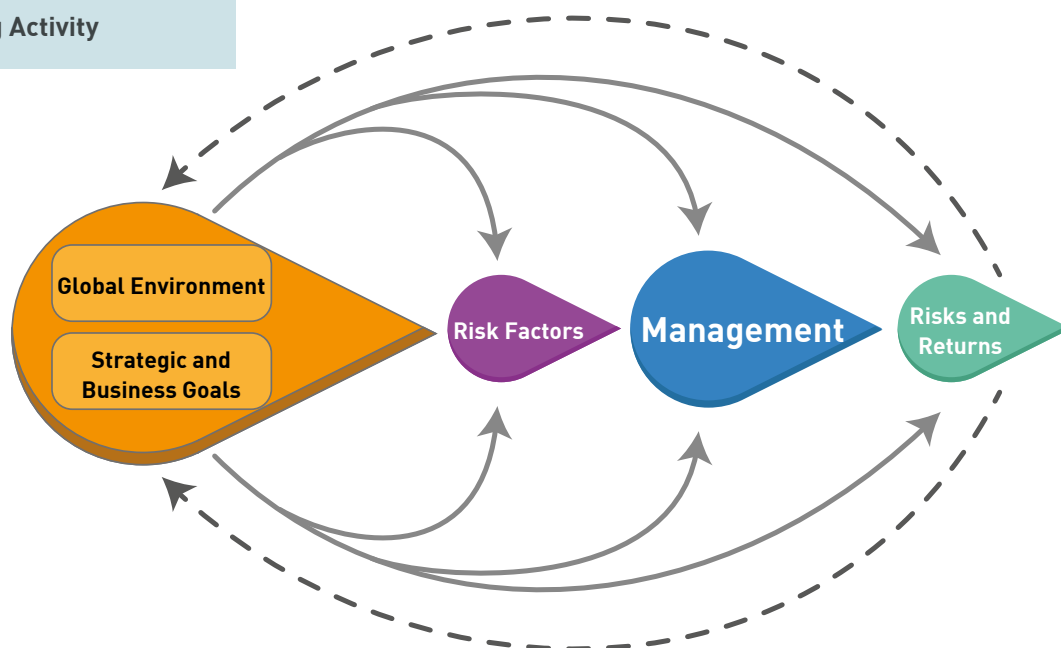 Activity
Global Environment
Strategic and
Business Goals
Risk Factors
Management
Risks and
Returns